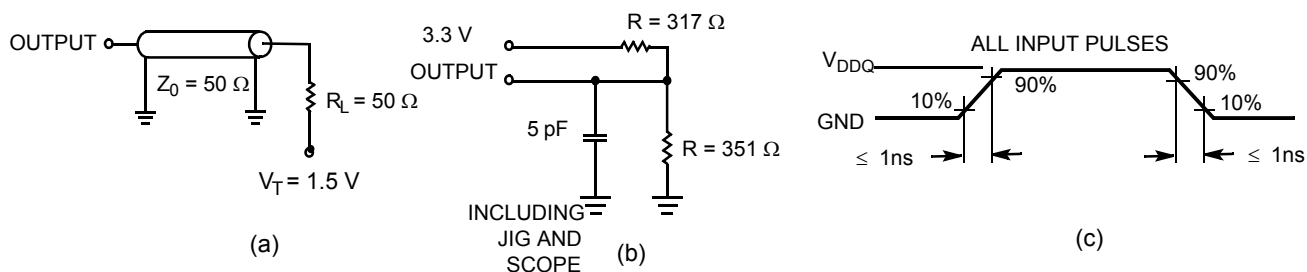 OUTPUT
Z0 = 50 Ω
RL = 50 Ω
VT = 1.5 V
(a)
R = 317 Ω
3.3 V
OUTPUT
5 pF
R = 351 Ω
INCLUDING
JIG AND
SCOPE
(b)
ALL INPUT PULSES
VDDQ
90%
10%
GND
90%
10%
≤ 1ns
≤ 1ns
(c)